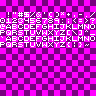 !"#$%&'()*+,-./
0123456789:;<=>?
@ABCDEFGHIJKLMNO
PQRSTUVWXYZ[\]^_
`ABCDEFGHIJKLMNO
PQRSTUVWXYZ{|}~